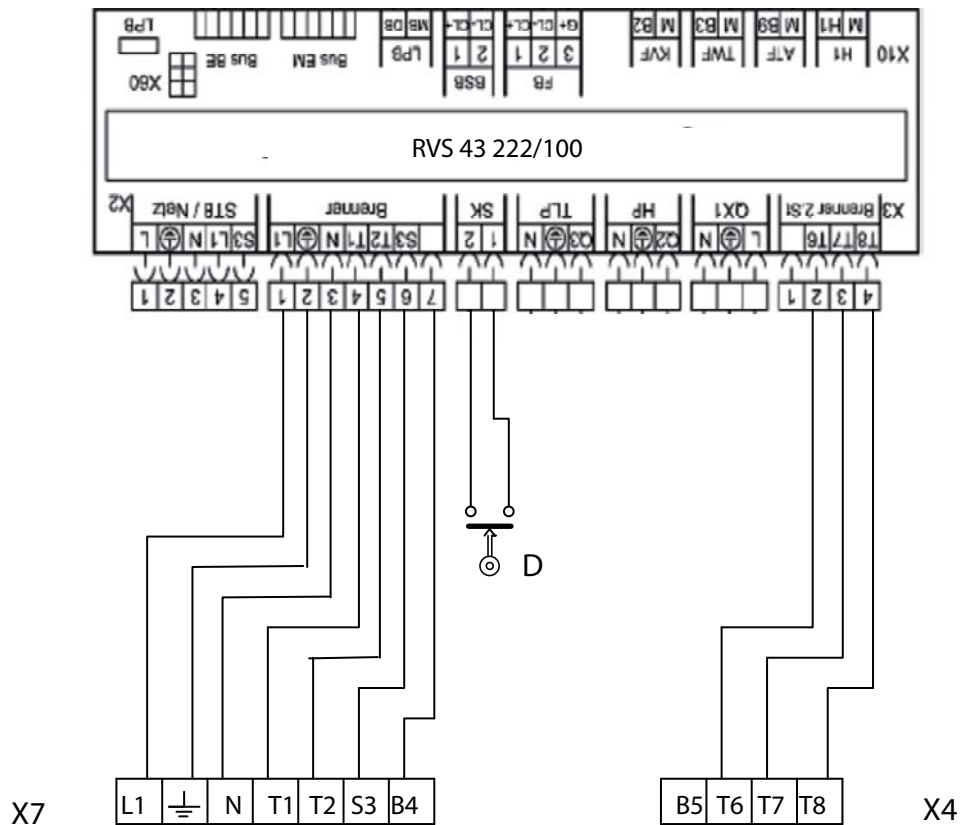 LPB
DB MB CL+ CL- CL+ CL- G+ B2 M B3 M B9 M H1 M
Bus BE Bus EM LPB 1 2 1 2 3 KVF TWF ATF H1 X10
X60 BSB FB
RVS 43 222/100
X2 STB / Netz Brenner SK TLP HP QX1 Brenner 2.St X3
L N L1 S3 L1 N T1 T2 S3 2 1 N Q3 N Q2 N L T6 T7 T8
1 2 3 4 5 1 2 3 4 5 6 7 1 2 3 4
D
X7 L1 N T1 T2 S3 B4 B5 T6 T7 T8 X4